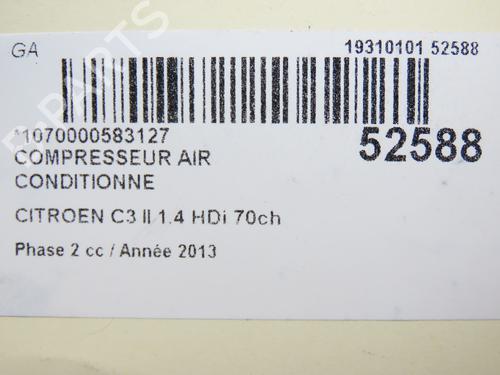 GA
19310101 52588
*1070000583127
52588
COMPRESSEUR AIR
CONDITIONNE
CITROEN C3 II 1.4 HDi 70ch
Phase 2 cc / Année 2013